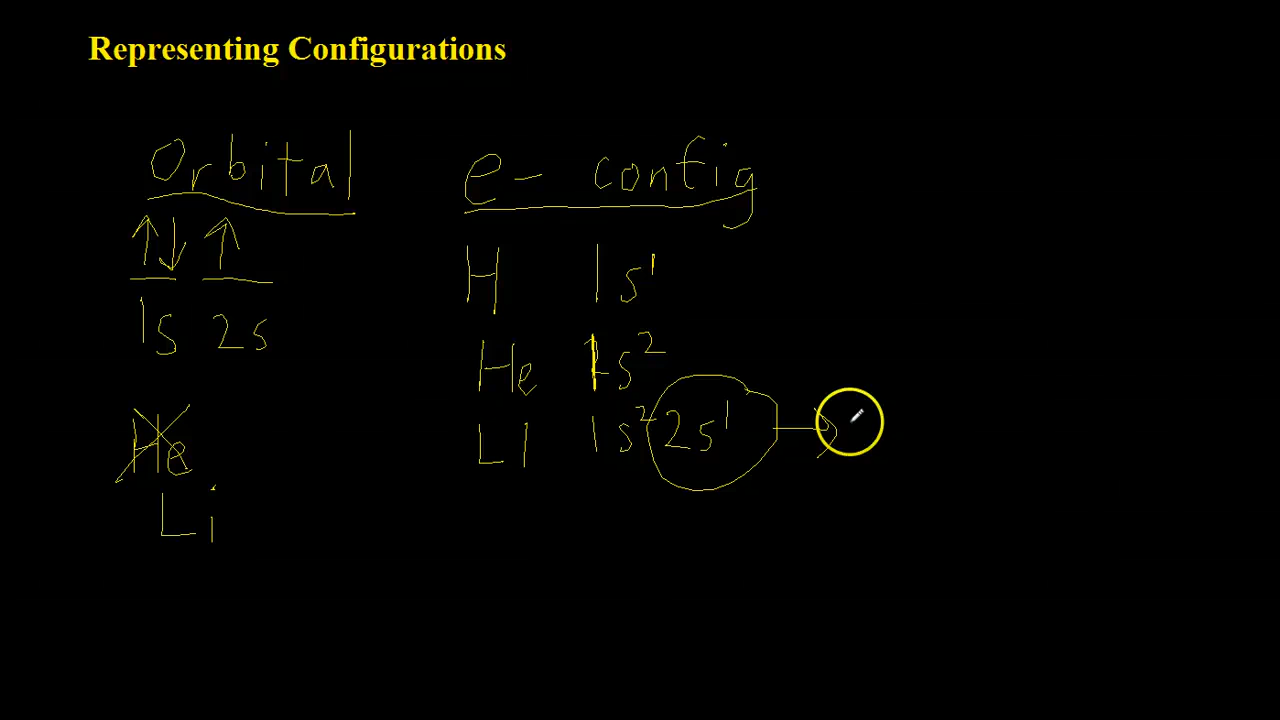 Representing Configurations
Orbital
↑↓ ↑
1s 2s
He
Li
e- config
H 1s¹
He 1s²
LI 1s²2s¹ →